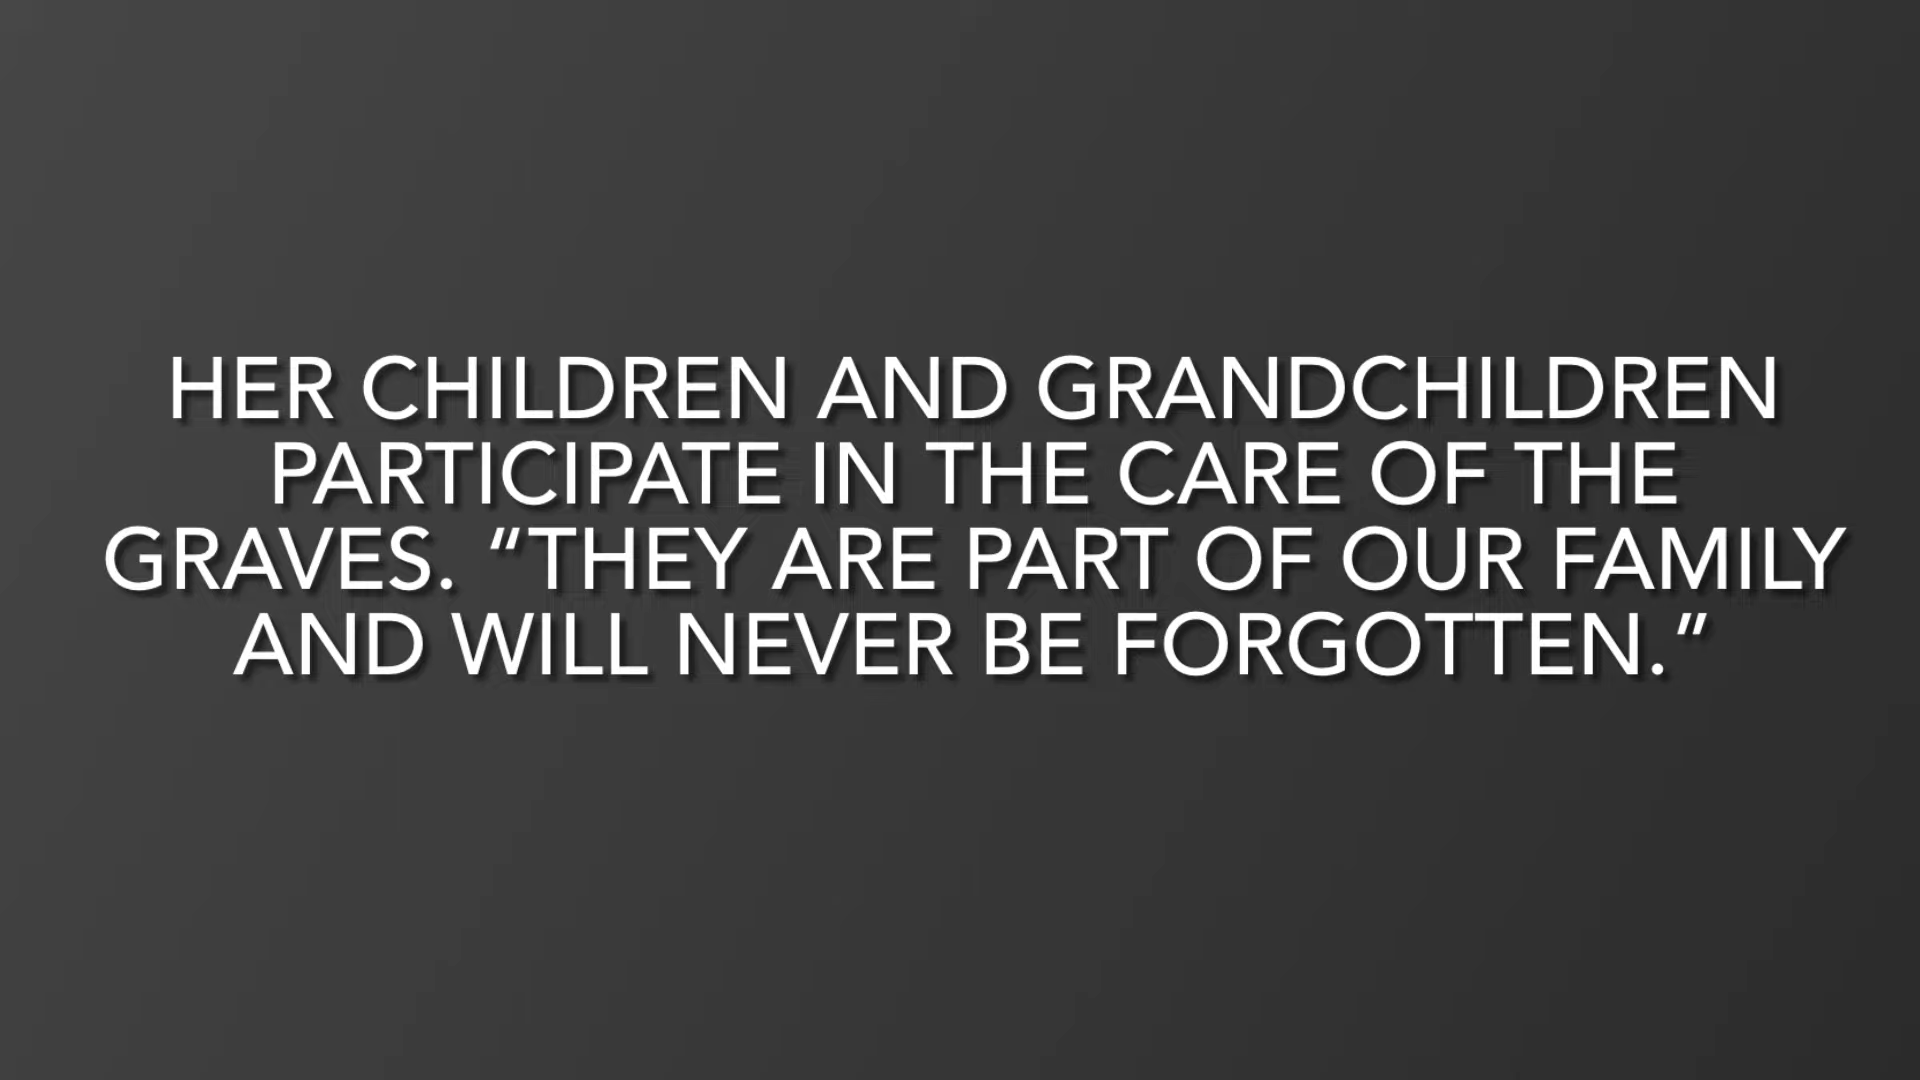 HER CHILDREN AND GRANDCHILDREN
PARTICIPATE IN THE CARE OF THE
GRAVES. “THEY ARE PART OF OUR FAMILY
AND WILL NEVER BE FORGOTTEN.”